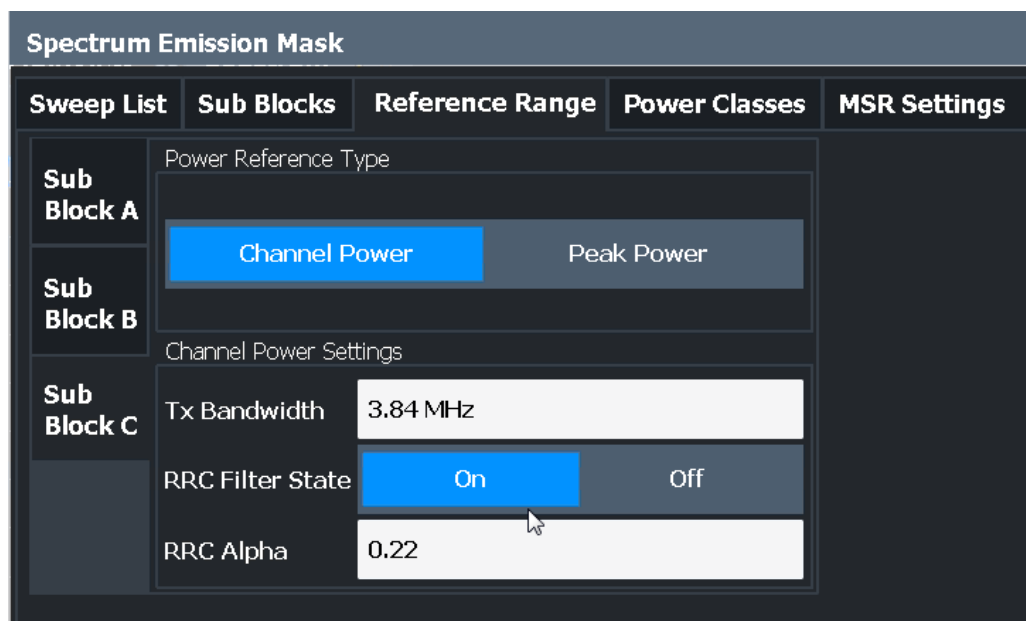 Spectrum Emission Mask
Sweep List Sub Blocks Reference Range Power Classes MSR Settings
Sub
Block A
Sub
Block B
Sub
Block C
Power Reference Type
Channel Power Peak Power
Channel Power Settings
Tx Bandwidth 3.84 MHz
RRC Filter State On Off
RRC Alpha 0.22